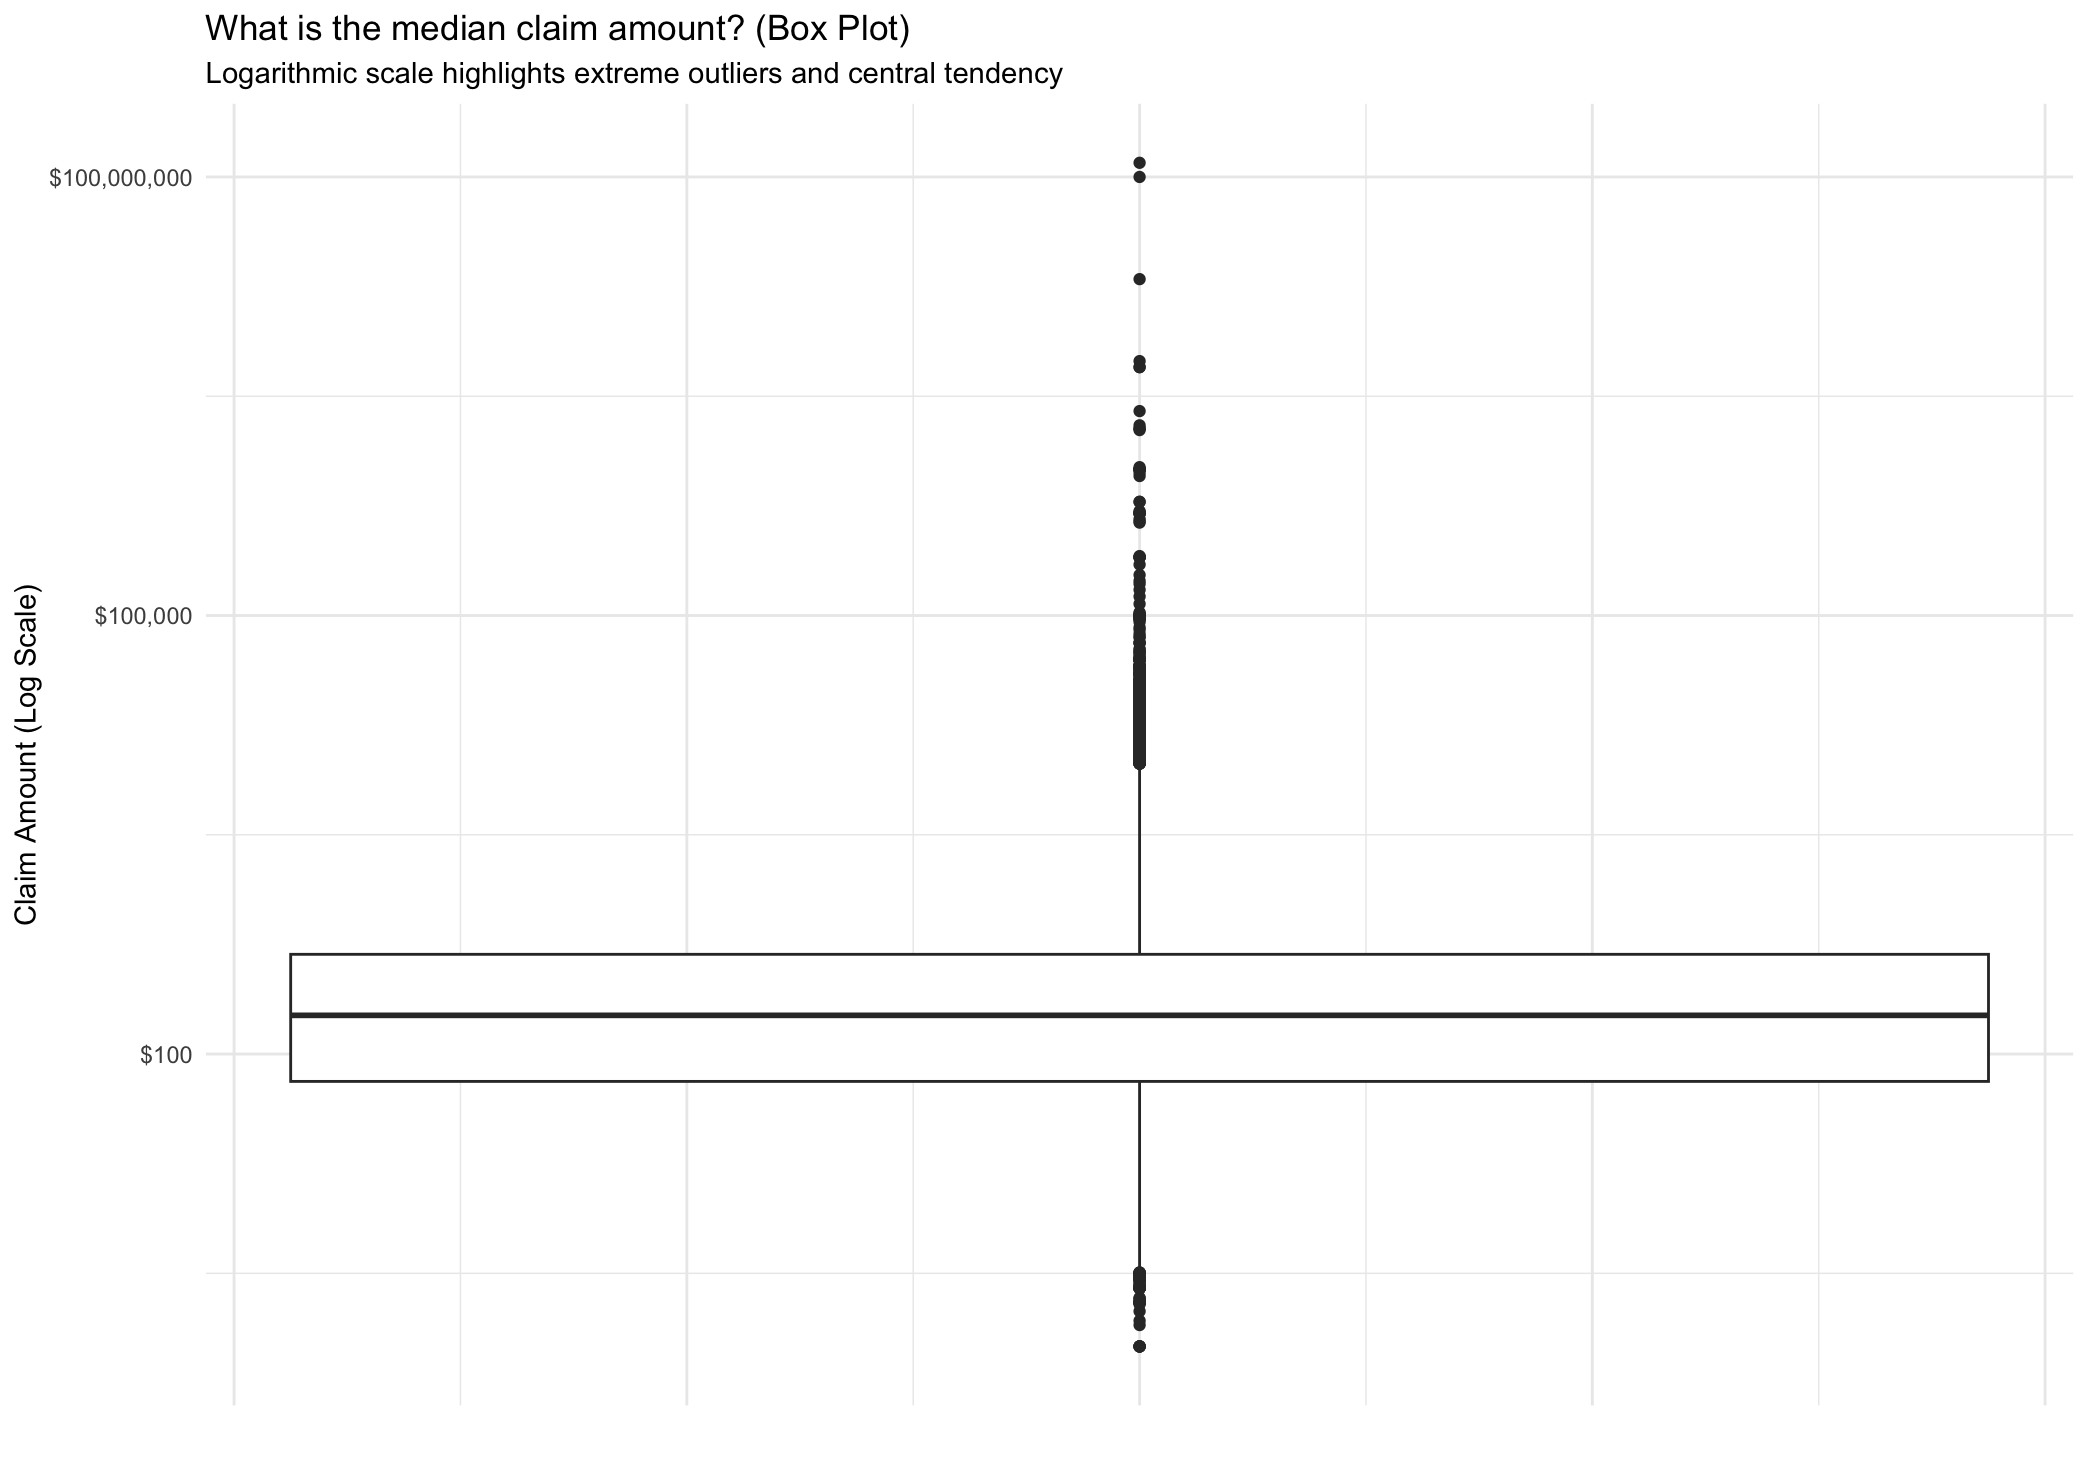 What is the median claim amount? (Box Plot)
Logarithmic scale highlights extreme outliers and central tendency
Claim Amount (Log Scale)
$100,000,000
$100,000
$100